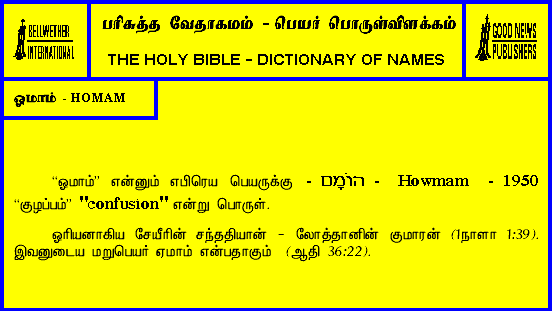 BELLWETHER
INTERNATIONAL
பரிசுத்த வேதாகமம் - பெயர் பொருள்விளக்கம்
THE HOLY BIBLE - DICTIONARY OF NAMES
GOOD NEWS
PUBLISHERS
ஓமாம் - HOMAM
“ஓமாம்” என்னும் எபிரெய பெயருக்கு - הוֹמָם - Howmam - 1950
“குழப்பம்” "confusion" என்று பொருள்.
ஓரியனாகிய சேயீரின் சந்ததியான் - லோத்தானின் குமாரன் (1நாளா 1:39).
இவனுடைய மறுபெயர் ஏமாம் என்பதாகும் (ஆதி 36:22).